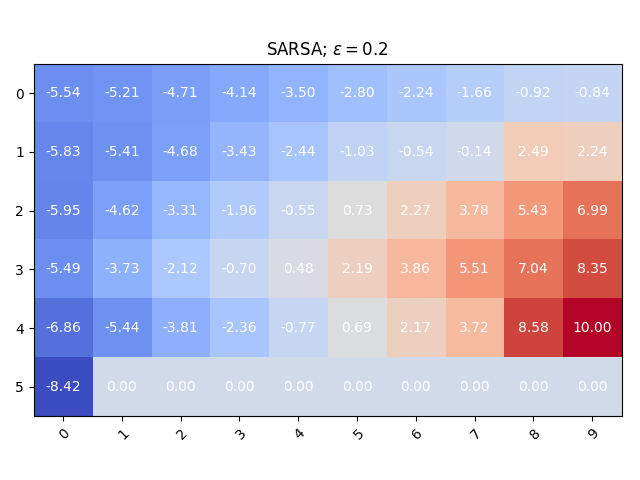 SARSA; ε = 0.2
0 -5.54 -5.21 -4.71 -4.14 -3.50 -2.80 -2.24 -1.66 -0.92 -0.84
1 -5.83 -5.41 -4.68 -3.43 -2.44 -1.03 -0.54 -0.14 2.49 2.24
2 -5.95 -4.62 -3.31 -1.96 -0.55 0.73 2.27 3.78 5.43 6.99
3 -5.49 -3.73 -2.12 -0.70 0.48 2.19 3.86 5.51 7.04 8.35
4 -6.86 -5.44 -3.81 -2.36 -0.77 0.69 2.17 3.72 8.58 10.00
5 -8.42 0.00 0.00 0.00 0.00 0.00 0.00 0.00 0.00 0.00
0 1 2 3 4 5 6 7 8 9